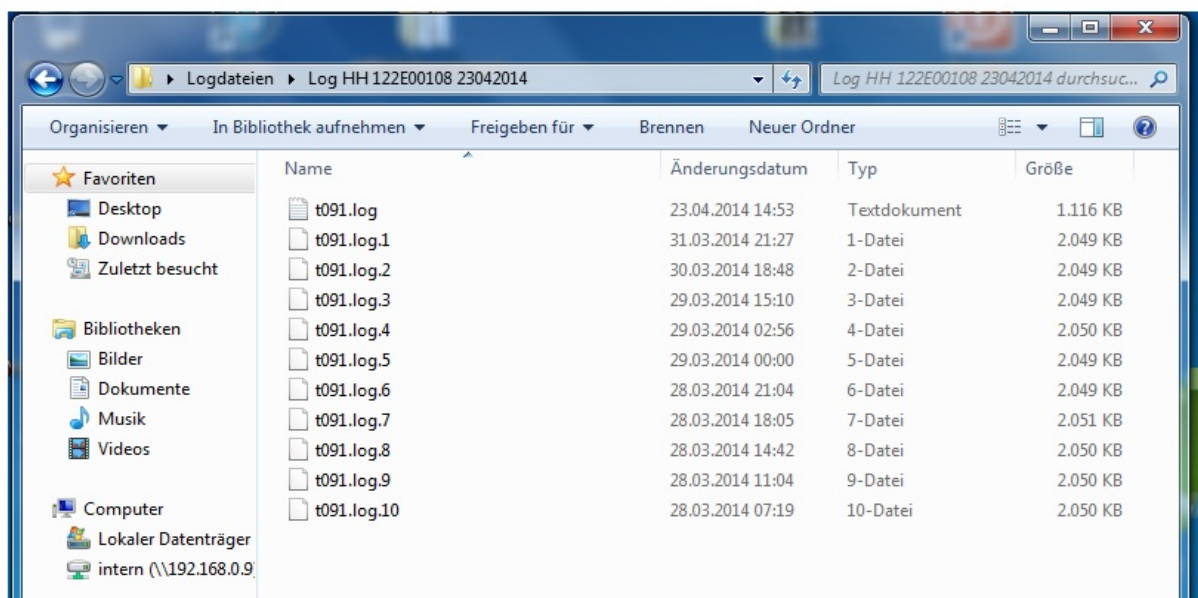 Logdateien Log HH 122E00108 23042014 Log HH 122E00108 23042014 durchsuc...
Organisieren In Bibliothek aufnehmen Freigeben für Brennen Neuer Ordner
Favoriten
Desktop
Downloads
Zuletzt besucht
Bibliotheken
Bilder
Dokumente
Musik
Videos
Computer
Lokaler Datenträger
intern (\\192.168.0.9
Name Änderungsdatum Typ Größe
t091.log 23.04.2014 14:53 Textdokument 1.116 KB
t091.log.1 31.03.2014 21:27 1-Datei 2.049 KB
t091.log.2 30.03.2014 18:48 2-Datei 2.049 KB
t091.log.3 29.03.2014 15:10 3-Datei 2.049 KB
t091.log.4 29.03.2014 02:56 4-Datei 2.050 KB
t091.log.5 29.03.2014 00:00 5-Datei 2.049 KB
t091.log.6 28.03.2014 21:04 6-Datei 2.049 KB
t091.log.7 28.03.2014 18:05 7-Datei 2.051 KB
t091.log.8 28.03.2014 14:42 8-Datei 2.050 KB
t091.log.9 28.03.2014 11:04 9-Datei 2.050 KB
t091.log.10 28.03.2014 07:19 10-Datei 2.050 KB